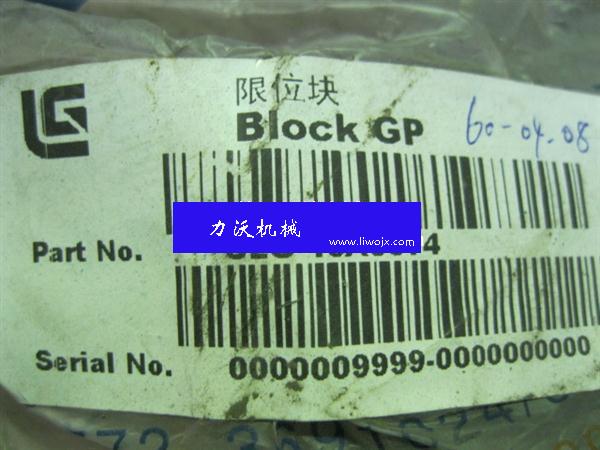 限位块
Block GP
60-04.08
力沃机械
www.liwojx.com
Part No.
Serial No. 0000009999-0000000000